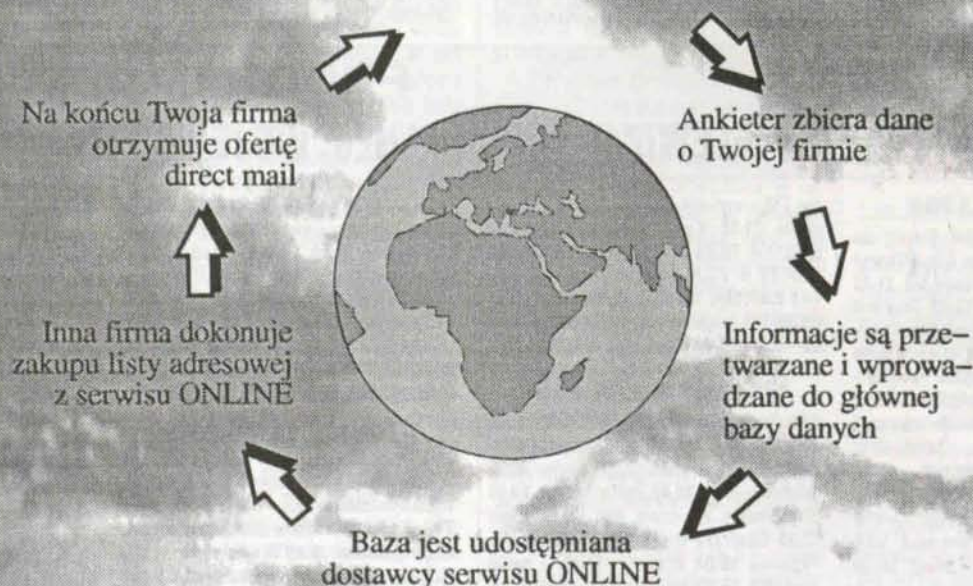 Ankieter zbiera dane
o Twojej firmie
Informacje są prze–
twarzane i wprowa–
dzane do głównej
bazy danych
Baza jest udostępniana
dostawcy serwisu ONLINE
Inna firma dokonuje
zakupu listy adresowej
z serwisu ONLINE
Na końcu Twoja firma
otrzymuje ofertę
direct mail